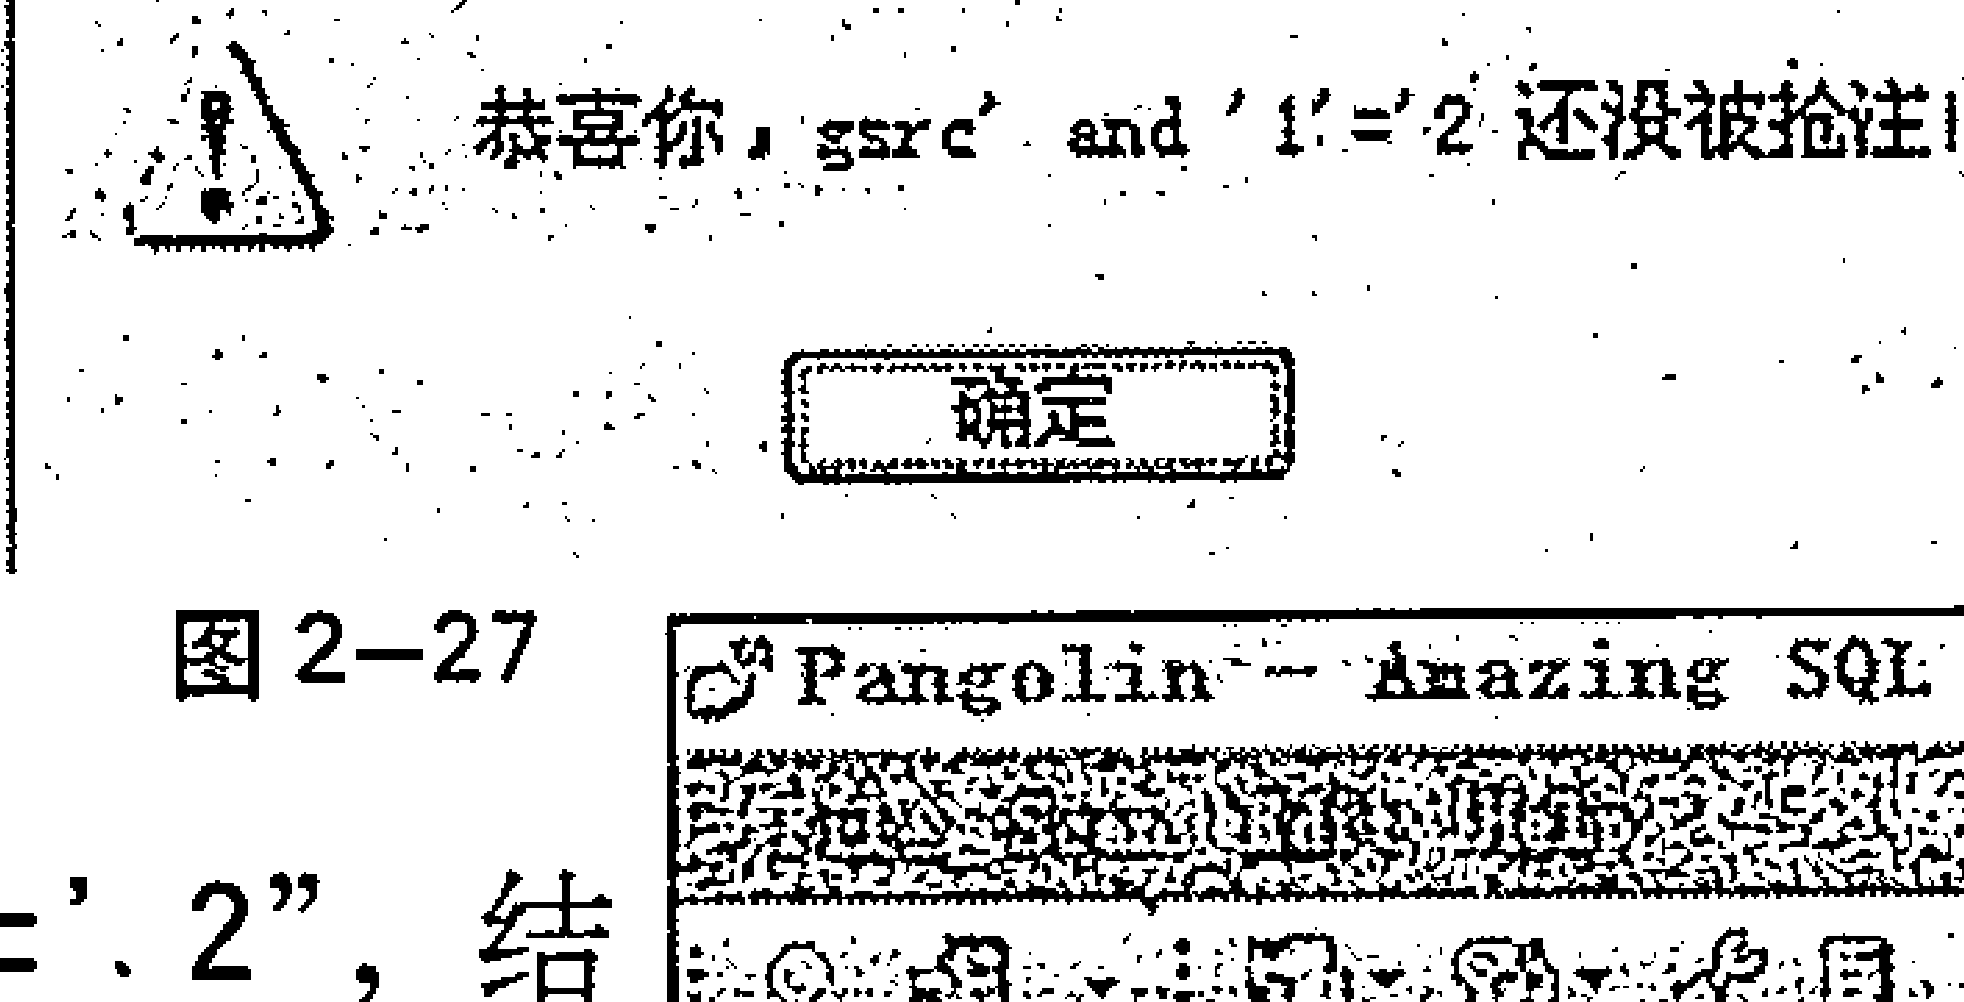 恭喜你，gsrc' and '1'='2 还没被抢注!
确定
图 2—27
Pangolin - Amazing SQL
='. 2”，结